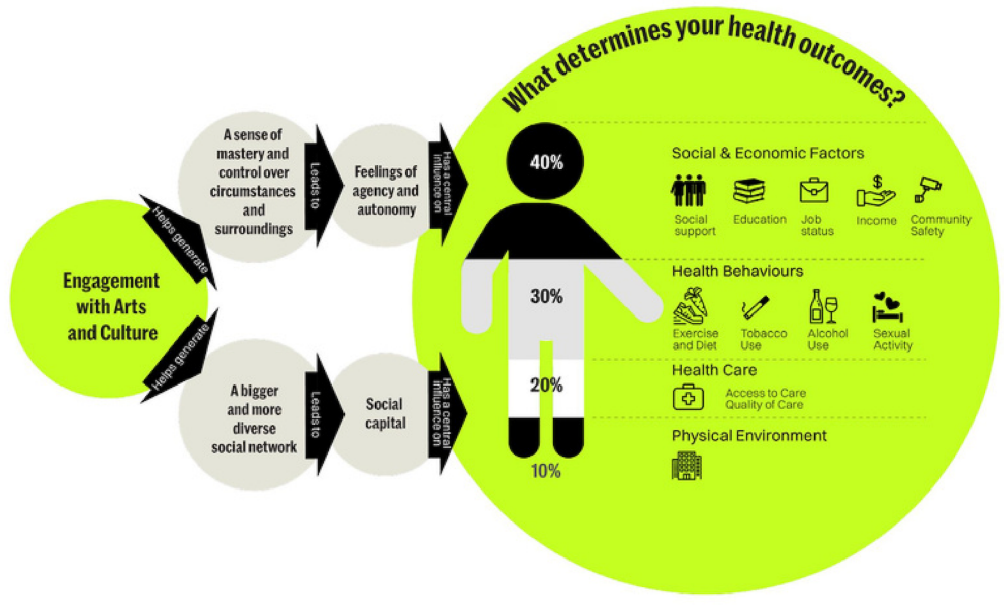 What determines your health outcomes?
Engagement
with Arts
and Culture
Helps generate
A sense of
mastery and
control over
circumstances
and
surroundings
Leads to
Feelings of
agency and
autonomy
Has a central
influence on
Helps generate
A bigger
and more
diverse
social network
Leads to
Social
capital
Has a central
influence on
40%
30%
20%
10%
Social & Economic Factors
Social
support
Education
Job
status
$
Income
Community
Safety
Health Behaviours
Exercise
and Diet
Tobacco
Use
Alcohol
Use
Sexual
Activity
Health Care
Access to Care
Quality of Care
Physical Environment